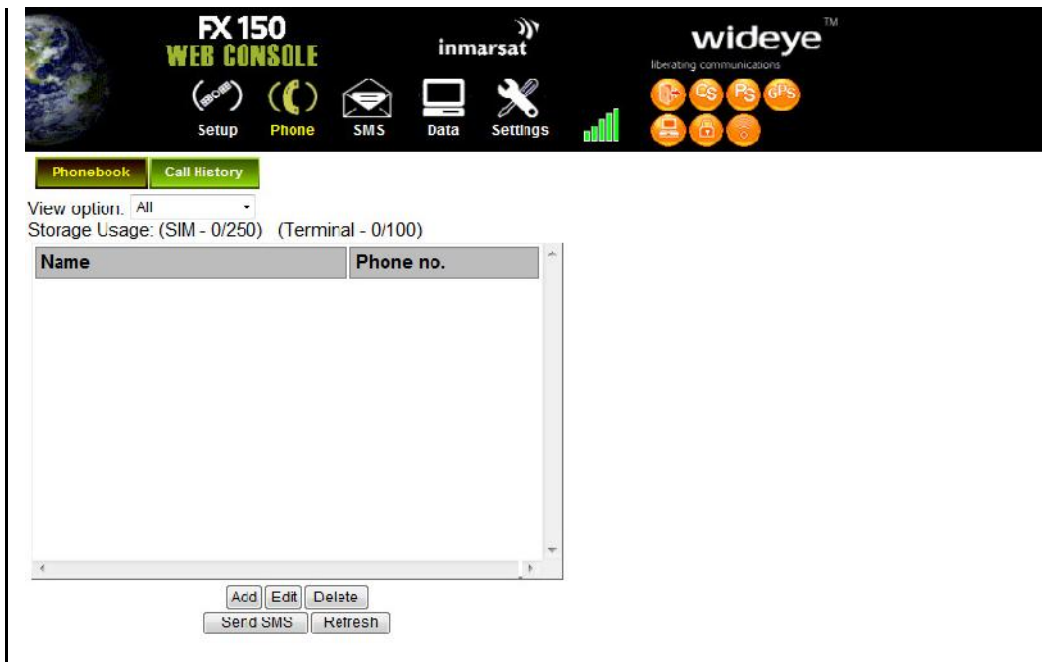 FX 150
WEB CONSOLE
inmarsat
wideye™
liberating communications
CS PS GPS
Setup Phone SMS Data Settings
Phonebook Call History
View option: All
Storage Usage: (SIM - 0/250) (Terminal - 0/100)
Name Phone no.
Add Edit Delete
Send SMS Refresh